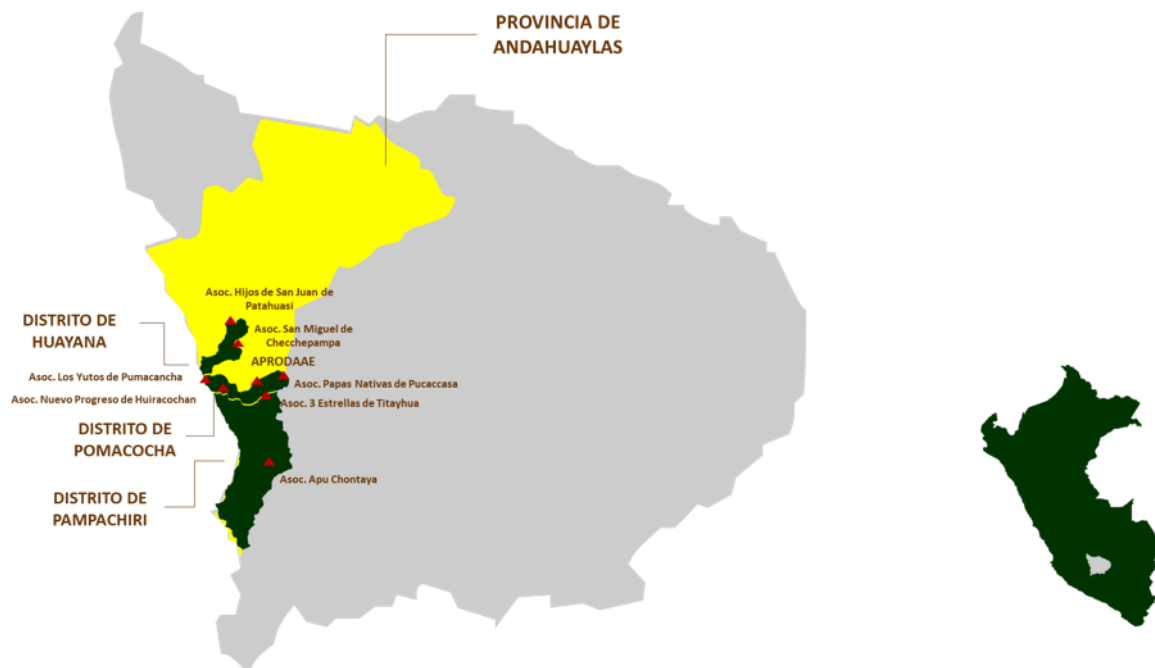 PROVINCIA DE
ANDAHUAYLAS
Asoc. Hijos de San Juan de
Patahuasi
DISTRITO DE
HUAYANA
Asoc. San Miguel de
Checchepampa
APRODAAE
Asoc. Los Yutos de Pumacancha
Asoc. Papas Nativas de Pucaccasa
Asoc. Nuevo Progreso de Huiracochan
Asoc. 3 Estrellas de Titayhua
DISTRITO DE
POMACOCHA
Asoc. Apu Chontaya
DISTRITO DE
PAMPACHIRI